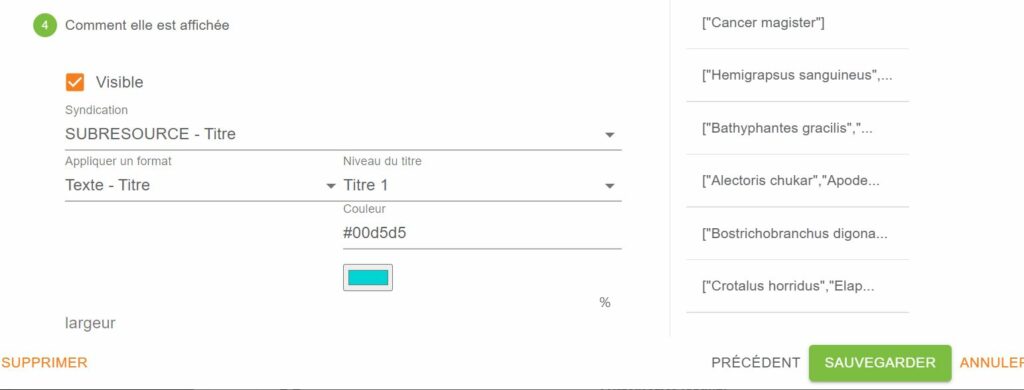 4 Comment elle est affichée
Visible
Syndication
SUBRESOURCE - Titre
Appliquer un format
Texte - Titre
Niveau du titre
Titre 1
Couleur
#00d5d5
%
largeur
["Cancer magister"]
["Hemigrapsus sanguineus",...
["Bathyphantes gracilis","...
["Alectoris chukar","Apode...
["Bostrichobranchus digona...
["Crotalus horridus","Elap...
SUPPRIMER
PRÉCÉDENT
SAUVEGARDER
ANNULER